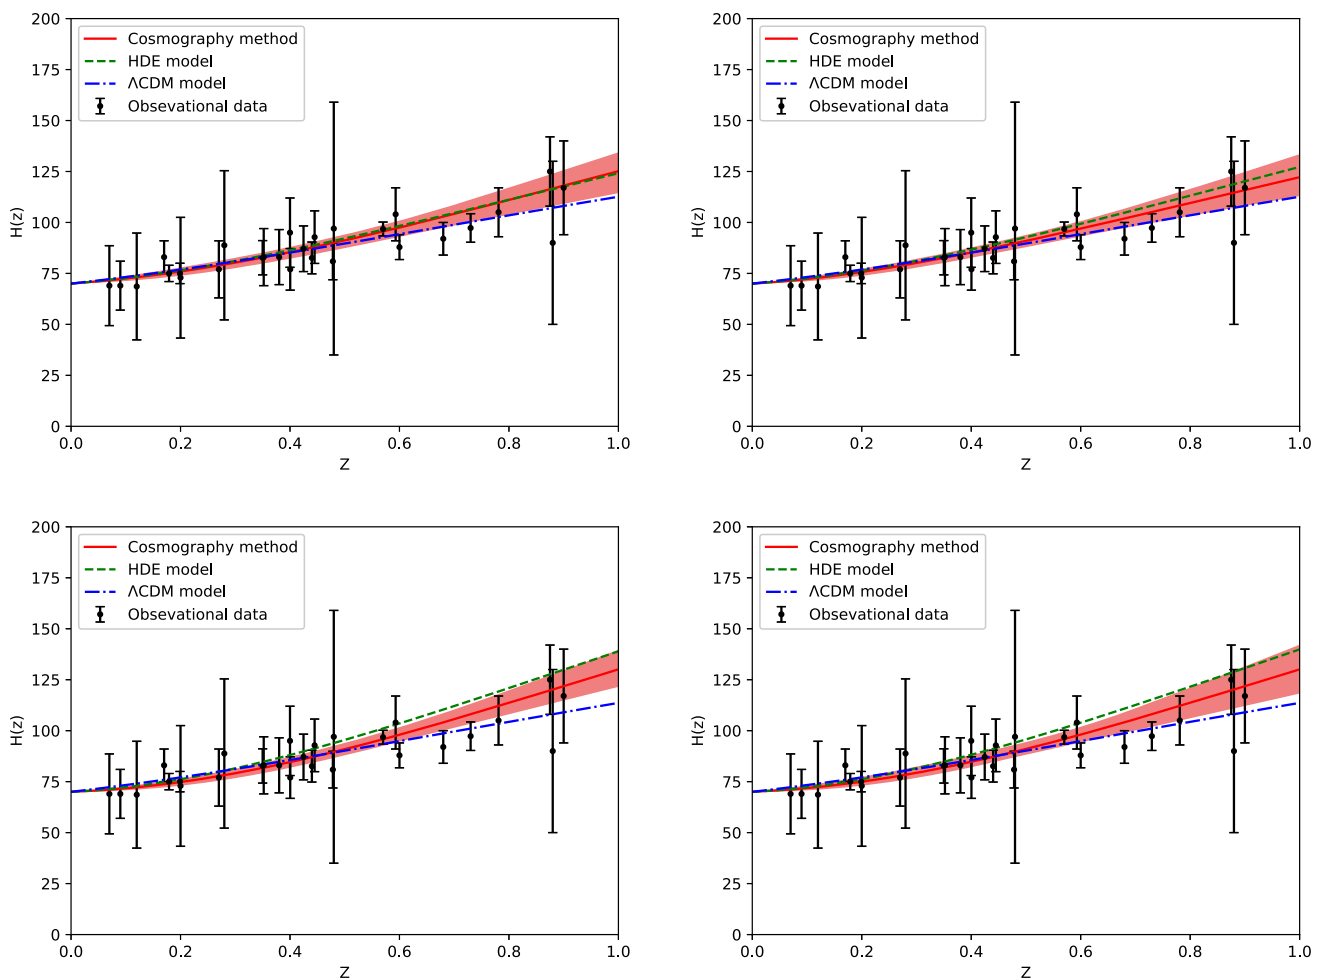 200
175
150
125
100
75
50
25
0
H(z)
0.0 0.2 0.4 0.6 0.8 1.0
Z
Cosmography method
HDE model
ΛCDM model
Obsevational data
200
175
150
125
100
75
50
25
0
H(z)
0.0 0.2 0.4 0.6 0.8 1.0
Z
Cosmography method
HDE model
ΛCDM model
Obsevational data
200
175
150
125
100
75
50
25
0
H(z)
0.0 0.2 0.4 0.6 0.8 1.0
Z
Cosmography method
HDE model
ΛCDM model
Obsevational data
200
175
150
125
100
75
50
25
0
H(z)
0.0 0.2 0.4 0.6 0.8 1.0
Z
Cosmography method
HDE model
ΛCDM model
Obsevational data